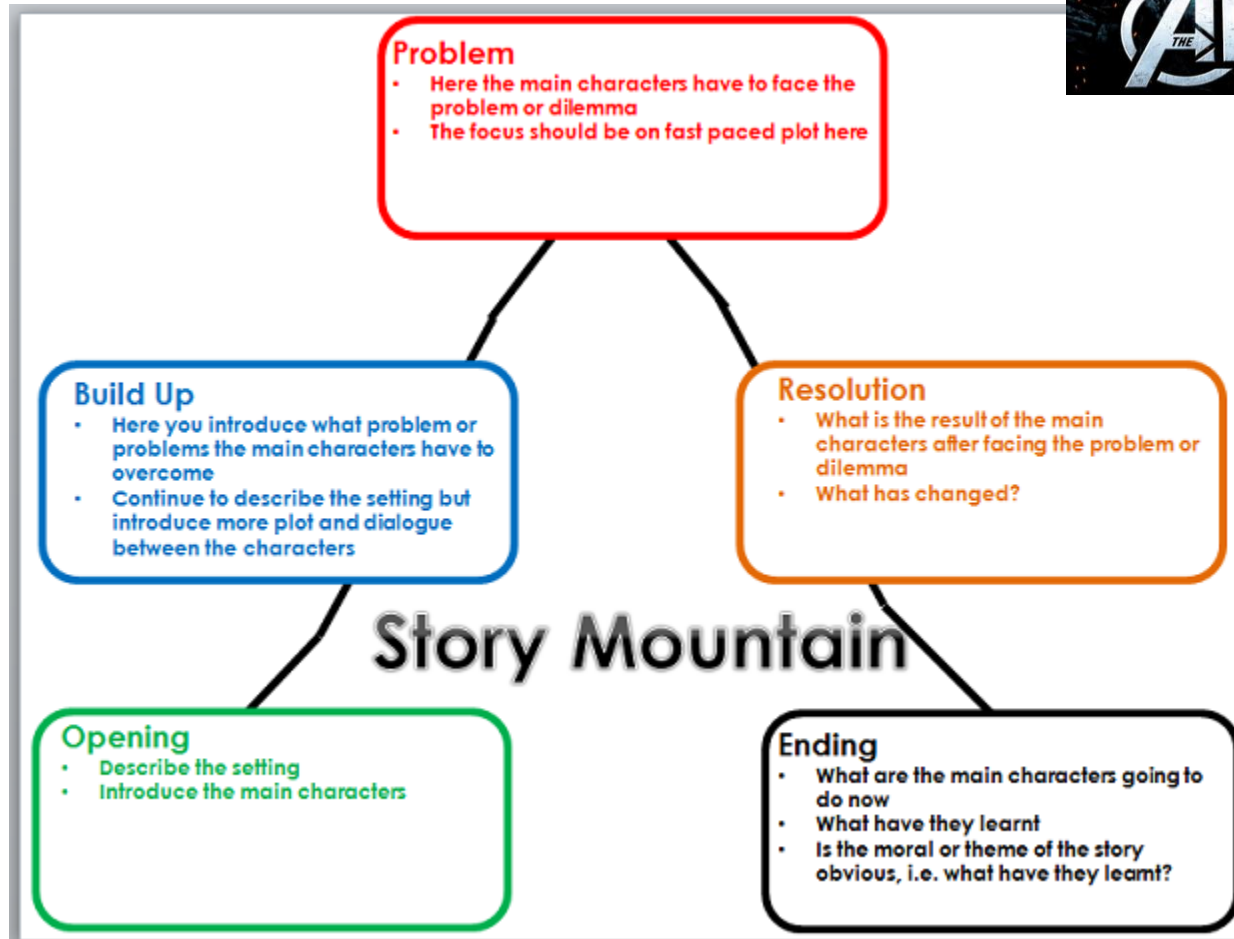 THE
Problem
• Here the main characters have to face the
problem or dilemma
• The focus should be on fast paced plot here
Build Up
• Here you introduce what problem or
problems the main characters have to
overcome
• Continue to describe the setting but
introduce more plot and dialogue
between the characters
Resolution
• What is the result of the main
characters after facing the problem or
dilemma
• What has changed?
Story Mountain
Opening
• Describe the setting
• Introduce the main characters
Ending
• What are the main characters going to
do now
• What have they learnt
• Is the moral or theme of the story
obvious, i.e. what have they learnt?